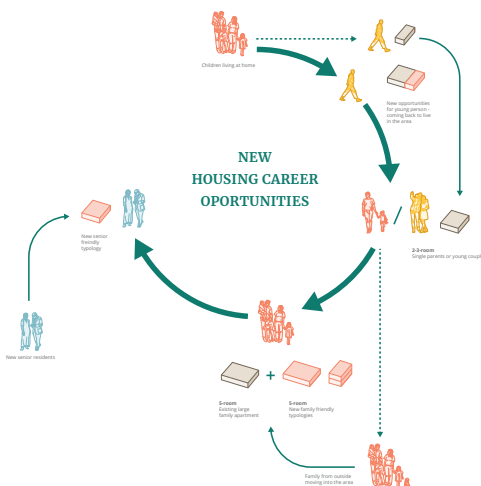 Children living at home
New opportunities
for young person -
coming back to live
in the area
NEW
HOUSING CAREER
OPORTUNITIES
New senior
freindly
typology
2-3-room
Single parents or young coupl
New senior residents
+
5-room
Existing large
family apartment
5-room
New family friendly
typologies
Family from outside
moving into the area